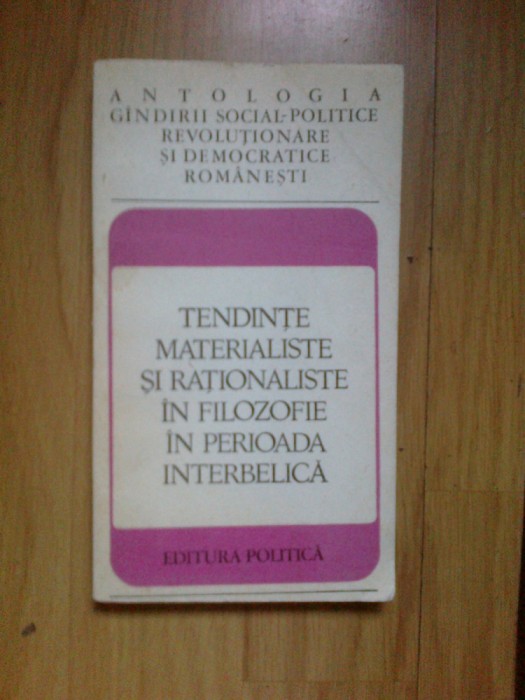 ANTOLOGIA
GÎNDIRII SOCIAL-POLITICE
REVOLUȚIONARE
ȘI DEMOCRATICE
ROMÂNEȘTI
TENDINȚE
MATERIALISTE
ȘI RAȚIONALISTE
ÎN FILOZOFIE
ÎN PERIOADA
INTERBELICĂ
EDITURA POLITICĂ